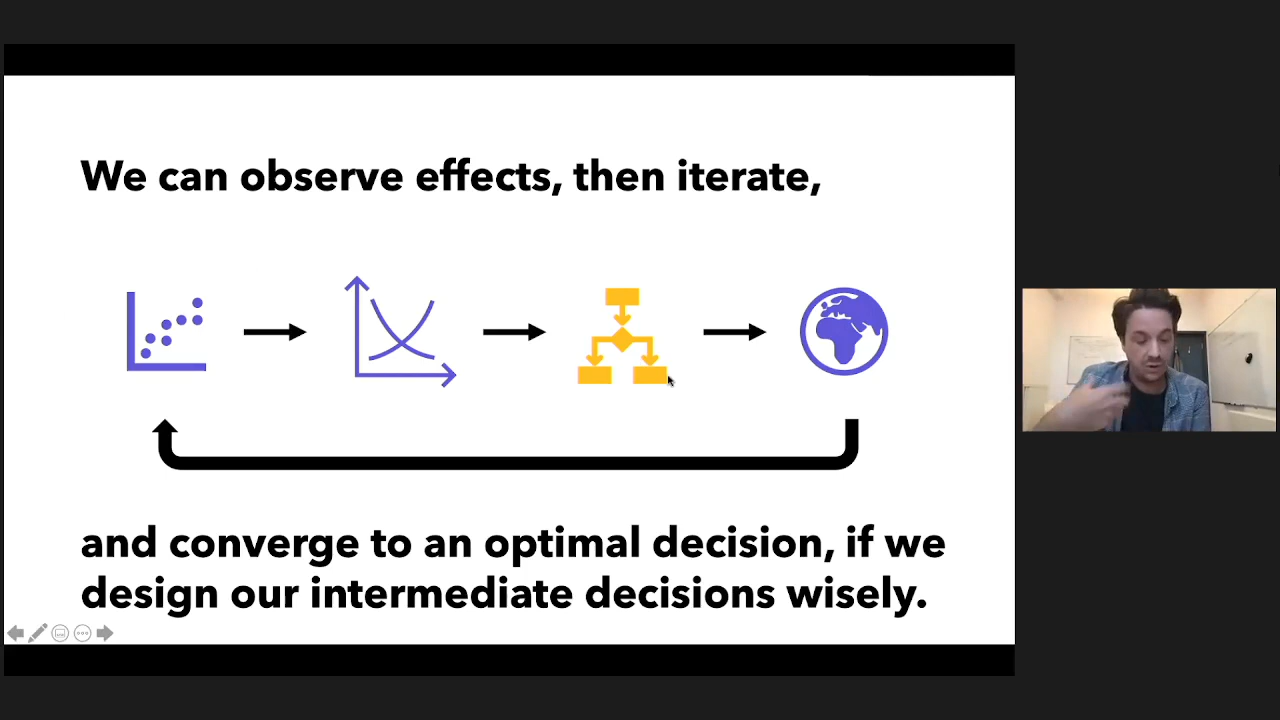 We can observe effects, then iterate,
and converge to an optimal decision, if we
design our intermediate decisions wisely.